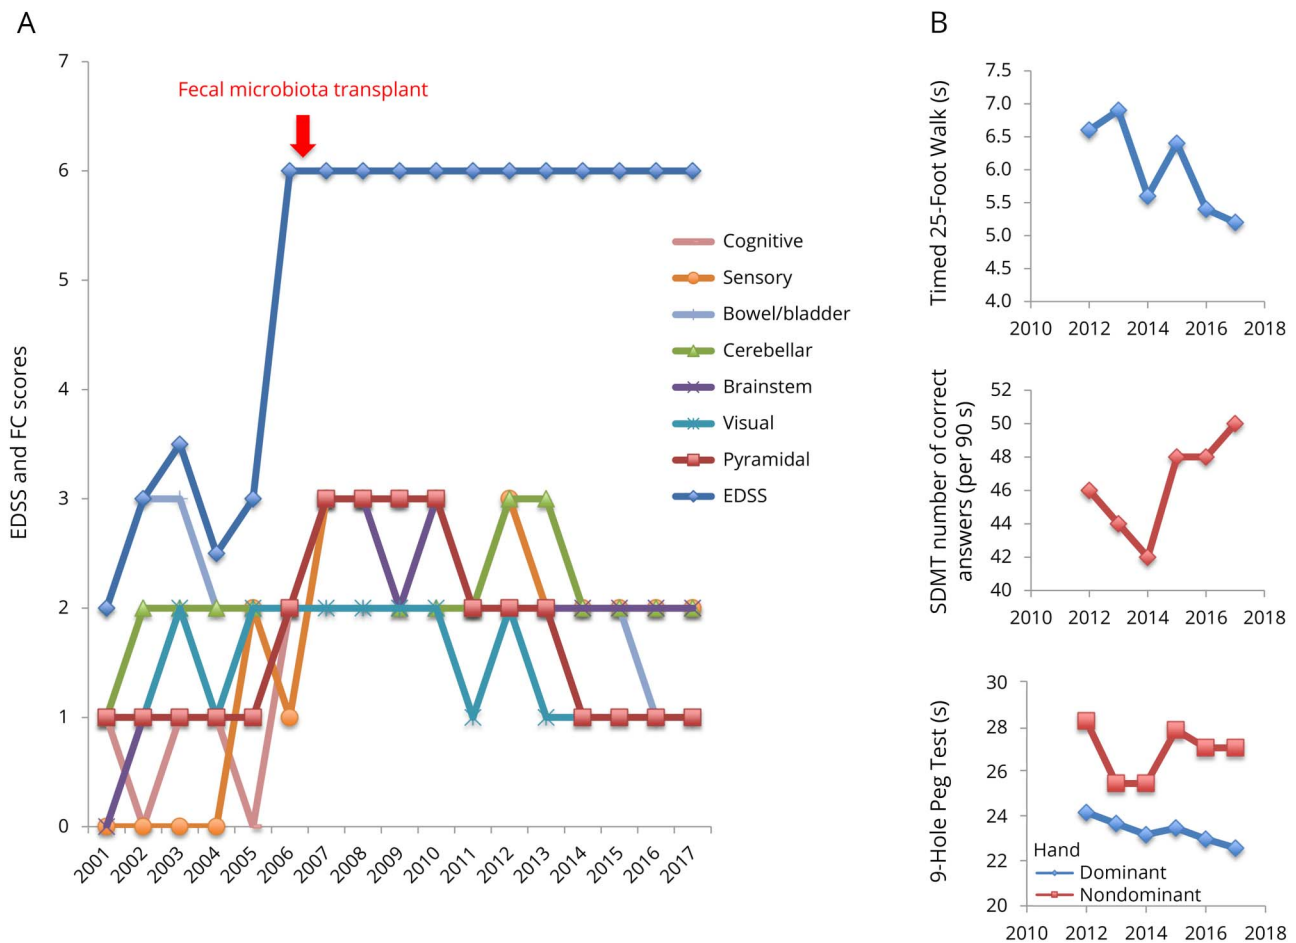 A
Fecal microbiota transplant
EDSS and FC scores
7
6
5
4
3
2
1
0
2001 2002 2003 2004 2005 2006 2007 2008 2009 2010 2011 2012 2013 2014 2015 2016 2017
Cognitive
Sensory
Bowel/bladder
Cerebellar
Brainstem
Visual
Pyramidal
EDSS
B
Timed 25-Foot Walk (s)
7.5
7.0
6.5
6.0
5.5
5.0
4.5
4.0
2010 2012 2014 2016 2018
SDMT number of correct
answers (per 90 s)
52
50
48
46
44
42
40
2010 2012 2014 2016 2018
9-Hole Peg Test (s)
30
28
26
24
22
20
Hand
Dominant
Nondominant
2010 2012 2014 2016 2018